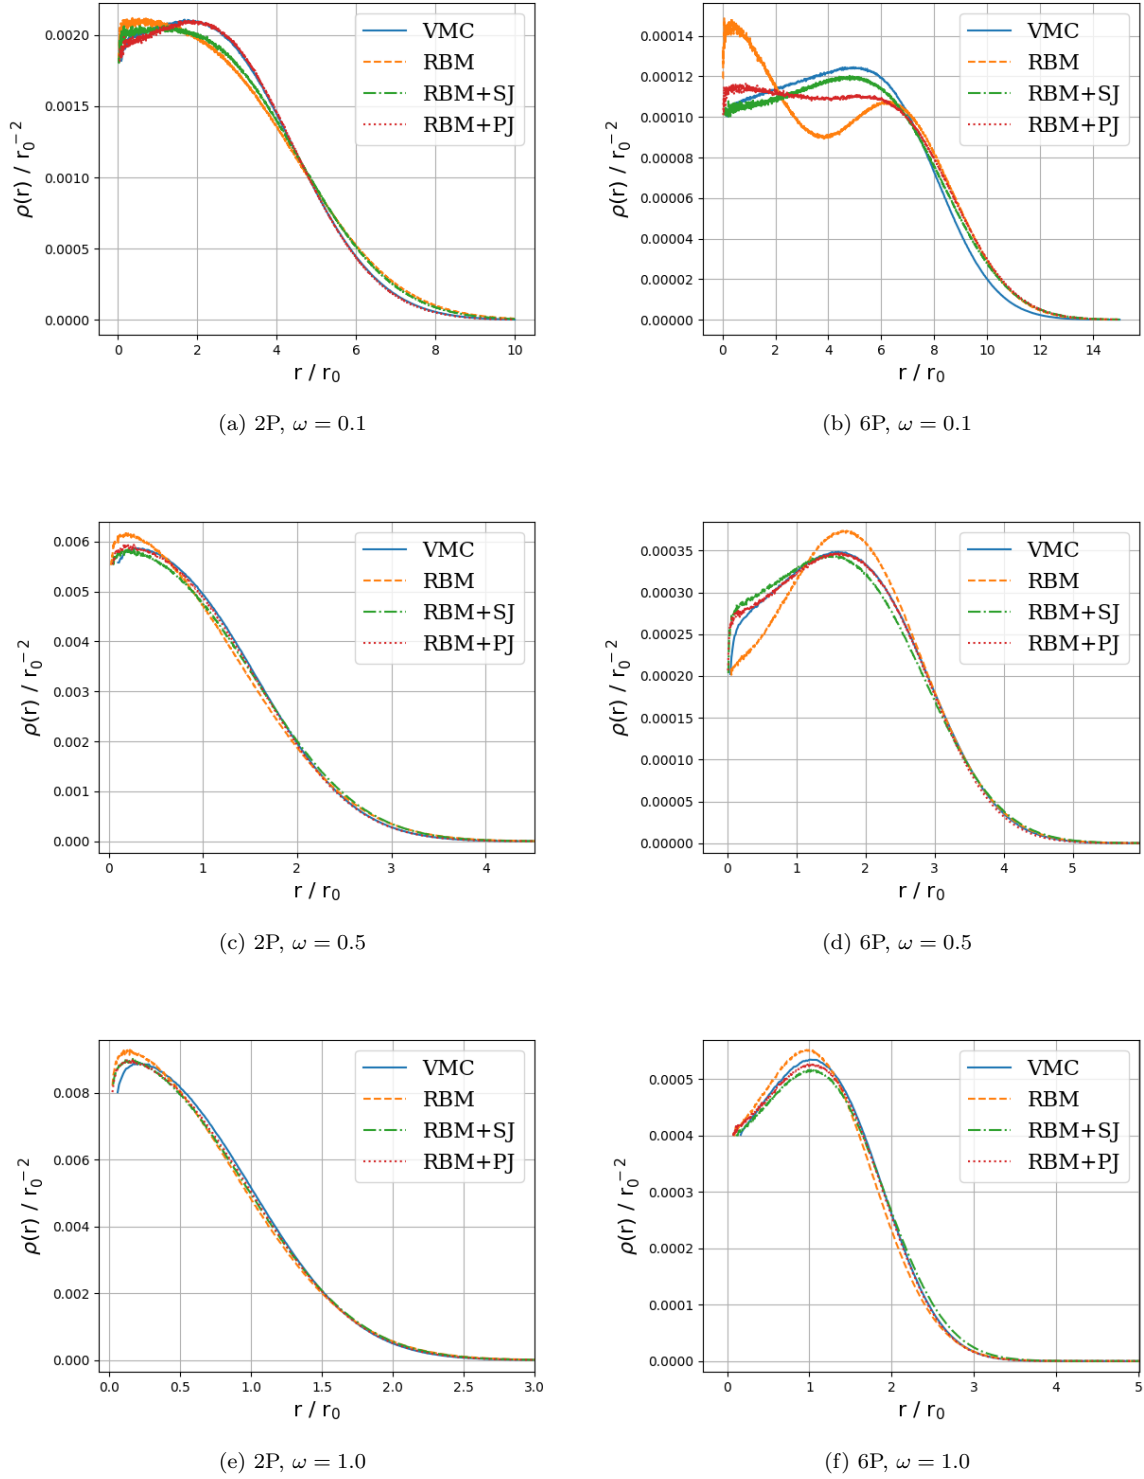 0.0020
0.0015
0.0010
0.0005
0.0000
ρ(r) / r₀⁻²
0 2 4 6 8 10
r / r₀
VMC
RBM
RBM+SJ
RBM+PJ
(a) 2P, ω = 0.1
0.00014
0.00012
0.00010
0.00008
0.00006
0.00004
0.00002
0.00000
ρ(r) / r₀⁻²
0 2 4 6 8 10 12 14
r / r₀
VMC
RBM
RBM+SJ
RBM+PJ
(b) 6P, ω = 0.1
0.006
0.005
0.004
0.003
0.002
0.001
0.000
ρ(r) / r₀⁻²
0 1 2 3 4
r / r₀
VMC
RBM
RBM+SJ
RBM+PJ
(c) 2P, ω = 0.5
0.00035
0.00030
0.00025
0.00020
0.00015
0.00010
0.00005
0.00000
ρ(r) / r₀⁻²
0 1 2 3 4 5
r / r₀
VMC
RBM
RBM+SJ
RBM+PJ
(d) 6P, ω = 0.5
0.008
0.006
0.004
0.002
0.000
ρ(r) / r₀⁻²
0.0 0.5 1.0 1.5 2.0 2.5 3.0
r / r₀
VMC
RBM
RBM+SJ
RBM+PJ
(e) 2P, ω = 1.0
0.0005
0.0004
0.0003
0.0002
0.0001
0.0000
ρ(r) / r₀⁻²
0 1 2 3 4 5
r / r₀
VMC
RBM
RBM+SJ
RBM+PJ
(f) 6P, ω = 1.0